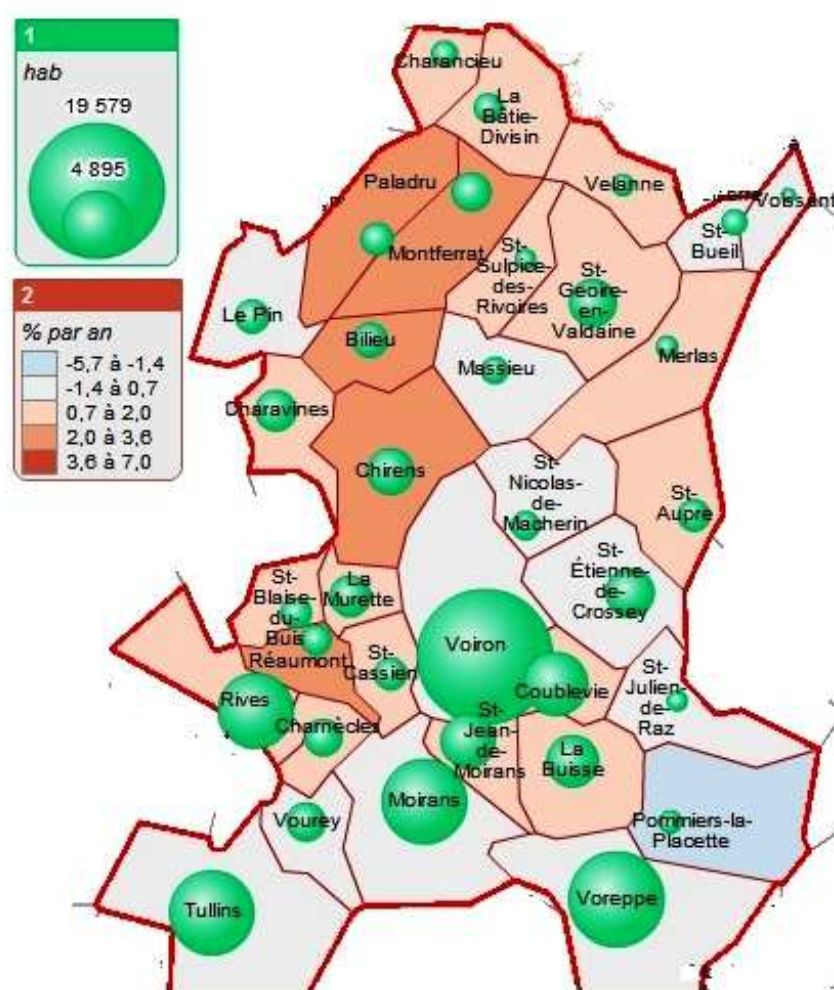 1
hab
19 579
4 895
2
% par an
-5,7 à -1,4
-1,4 à 0,7
0,7 à 2,0
2,0 à 3,6
3,6 à 7,0
Charancieu
La
Bâtie-
Divisin
Paladru
Velanne
Voissant
St-
Bueil
Montferrat
St-
Sulpice-
des-
Rivoires
St-
Geoire-
en-
Valdaine
Le Pin
Bilieu
Massieu
Merlas
Charavines
Chirens
St-
Nicolas-
de-
Macherin
St-
Aupre
St-
Étienne-
de-
Crossey
St-
Blaise-
du-
Buis
La
Murette
Réaumont
St-
Cassien
Voiron
Coublevie
St-
Julien-
de-
Raz
Rives
Charnècles
St-
Jean-
de-
Moirans
La
Buisse
Moirans
Vourey
Pommiers-la-
Placette
Tullins
Voreppe